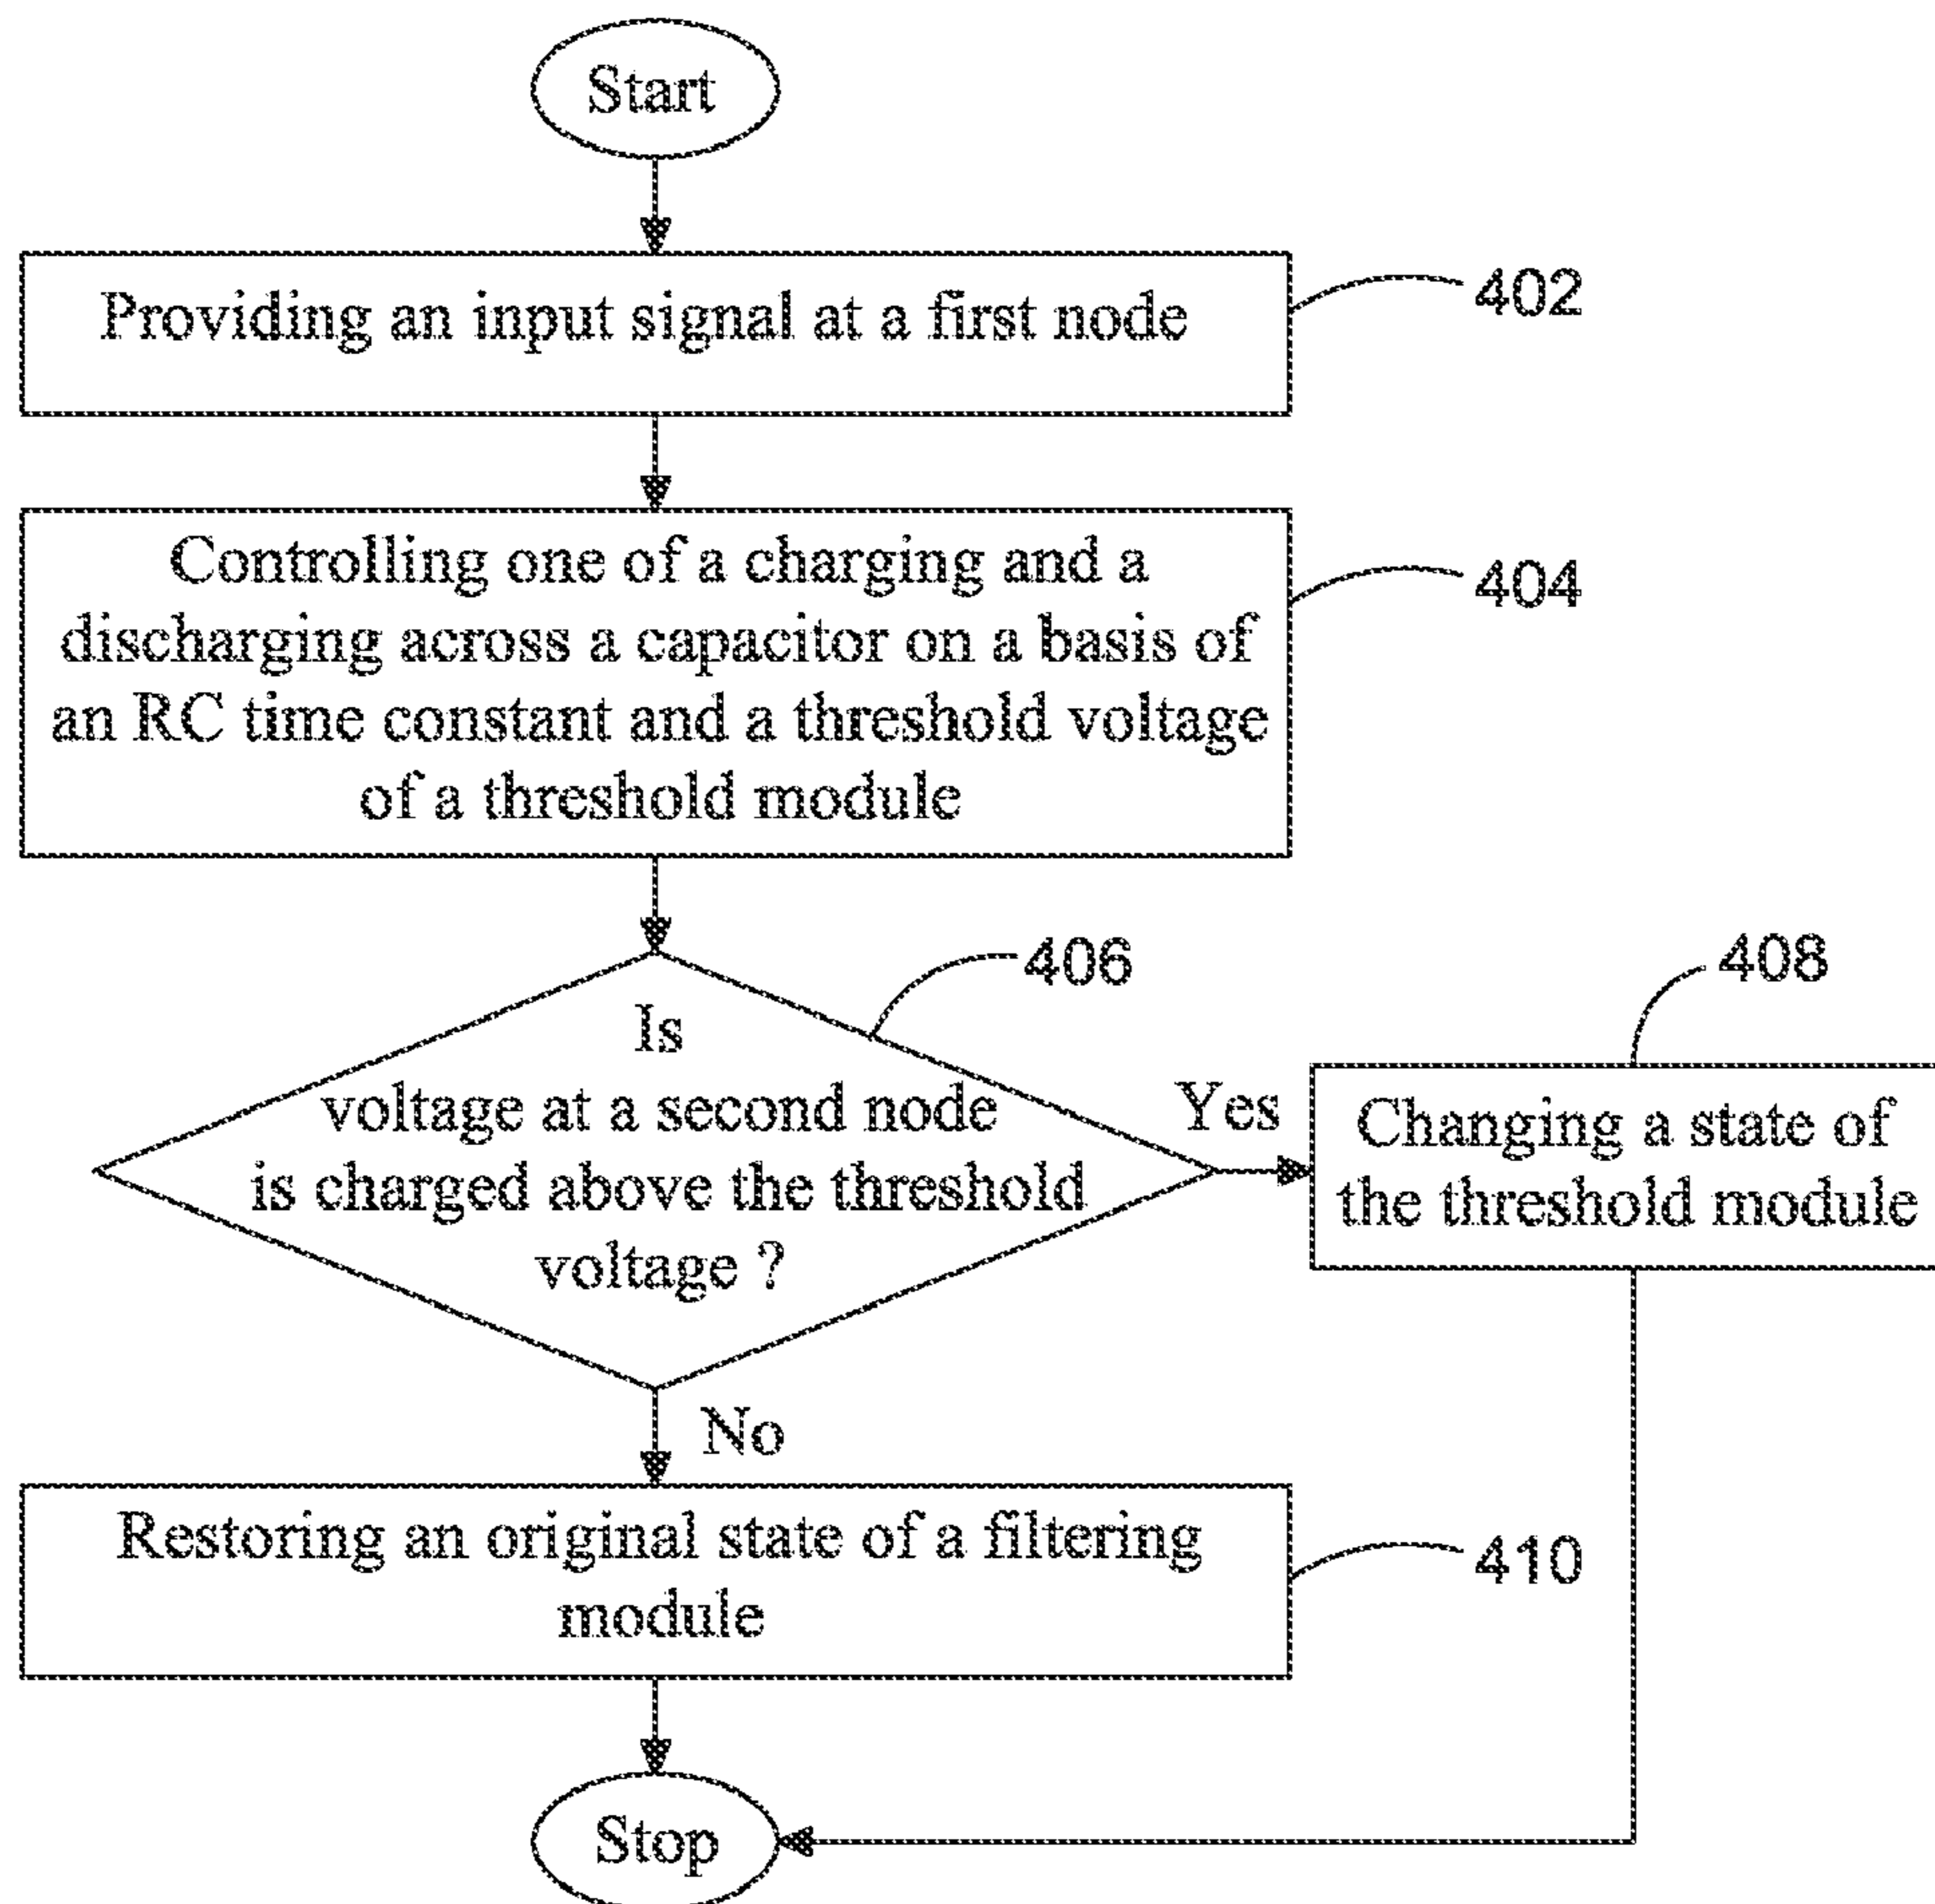 Start
Providing an input signal at a first node
402
Controlling one of a charging and a
discharging across a capacitor on a basis of
an RC time constant and a threshold voltage
of a threshold module
404
Is
voltage at a second node
is charged above the threshold
voltage ?
406
Yes
408
Changing a state of
the threshold module
No
Restoring an original state of a filtering
module
410
Stop